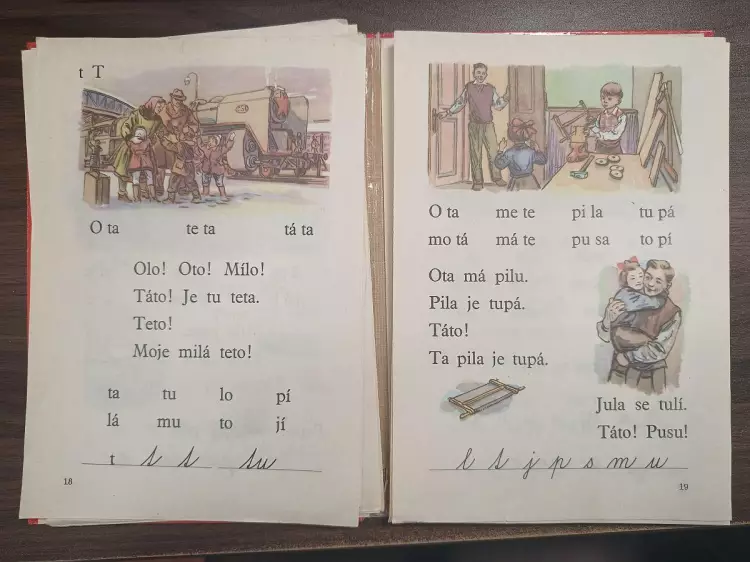 t T
O ta te ta tá ta
Olo! Oto! Mílo!
Táto! Je tu teta.
Teto!
Moje milá teto!
ta tu lo pí
lá mu to jí
t t t tu
18
O ta me te pi la tu pá
mo tá má te pu sa to pí
Ota má pilu.
Pila je tupá.
Táto!
Ta pila je tupá.
Jula se tulí.
Táto! Pusu!
l t j p s m u
19